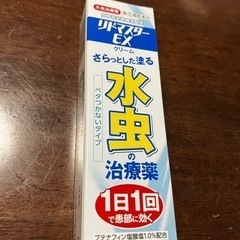 リドマスター
EX
クリーム
さらっとした塗る
ベタつかないタイプ
水虫
の
治療薬
1日1回
で患部に効く
ブテナフィン塩酸塩1.0%配合